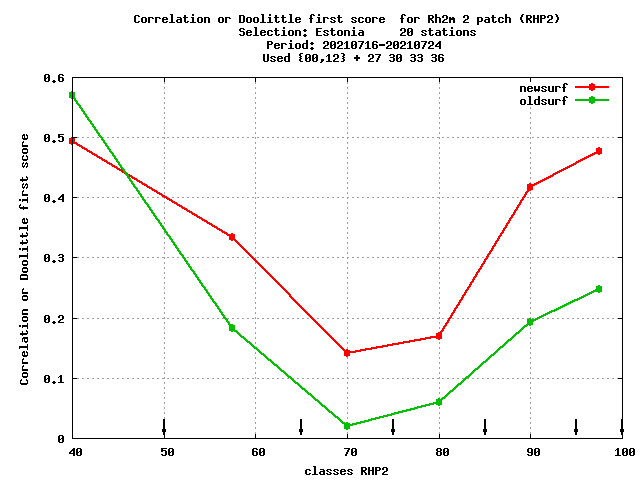 Correlation or Doolittle first score  for Rh2m 2 patch (RHP2)
Selection: Estonia     20 stations
Period: 20210716-20210724
Used {00,12} + 27 30 33 36
newsurf
oldsurf
Correlation or Doolittle first score
0.6
0.5
0.4
0.3
0.2
0.1
0
40 50 60 70 80 90 100
classes RHP2